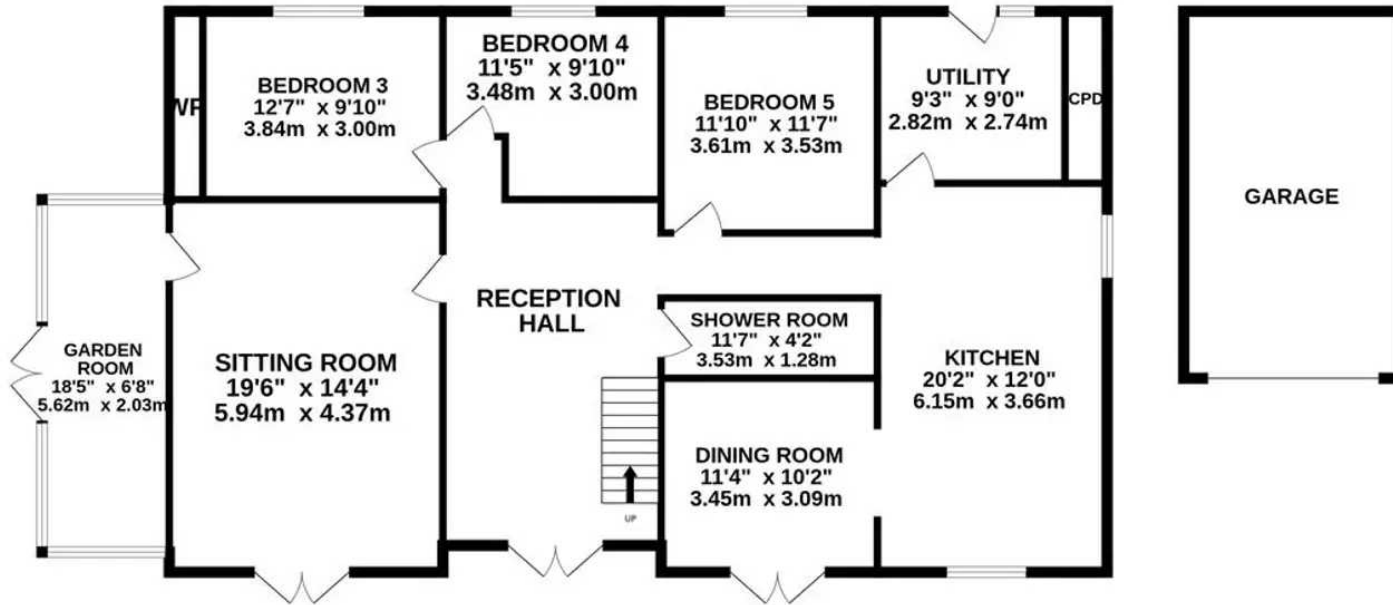 BEDROOM 3
12'7" x 9'10"
3.84m x 3.00m
BEDROOM 4
11'5" x 9'10"
3.48m x 3.00m
BEDROOM 5
11'10" x 11'7"
3.61m x 3.53m
UTILITY
9'3" x 9'0"
2.82m x 2.74m
CPD
GARAGE
GARDEN
ROOM
18'5" x 6'8"
5.62m x 2.03m
SITTING ROOM
19'6" x 14'4"
5.94m x 4.37m
RECEPTION
HALL
SHOWER ROOM
11'7" x 4'2"
3.53m x 1.28m
KITCHEN
20'2" x 12'0"
6.15m x 3.66m
DINING ROOM
11'4" x 10'2"
3.45m x 3.09m
UP